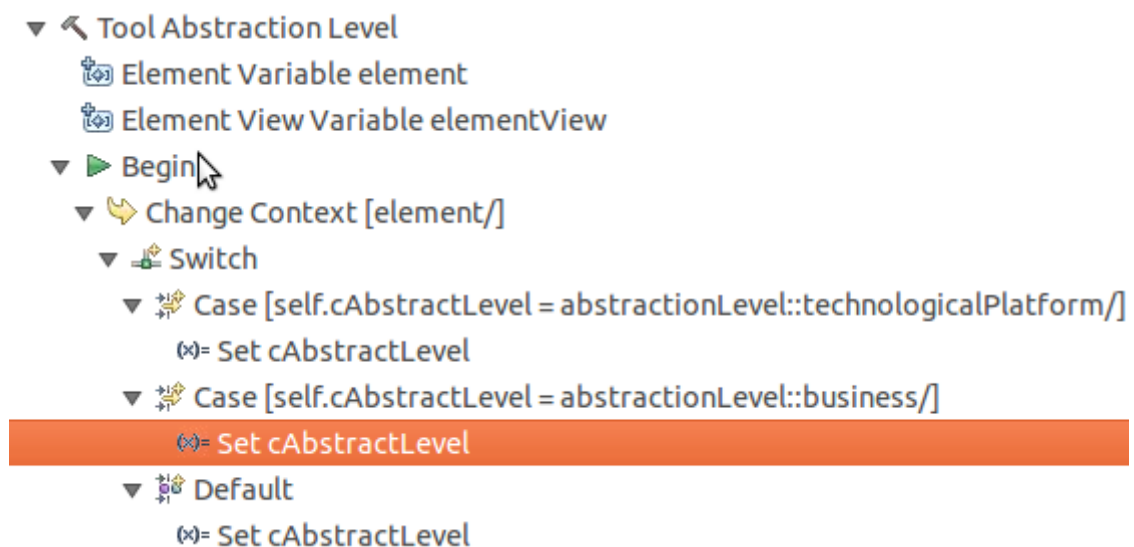 Tool Abstraction Level
Element Variable element
Element View Variable elementView
Begin
Change Context [element/]
Switch
Case [self.cAbstractLevel = abstractionLevel::technologicalPlatform/]
(x)= Set cAbstractLevel
Case [self.cAbstractLevel = abstractionLevel::business/]
(x)= Set cAbstractLevel
Default
(x)= Set cAbstractLevel